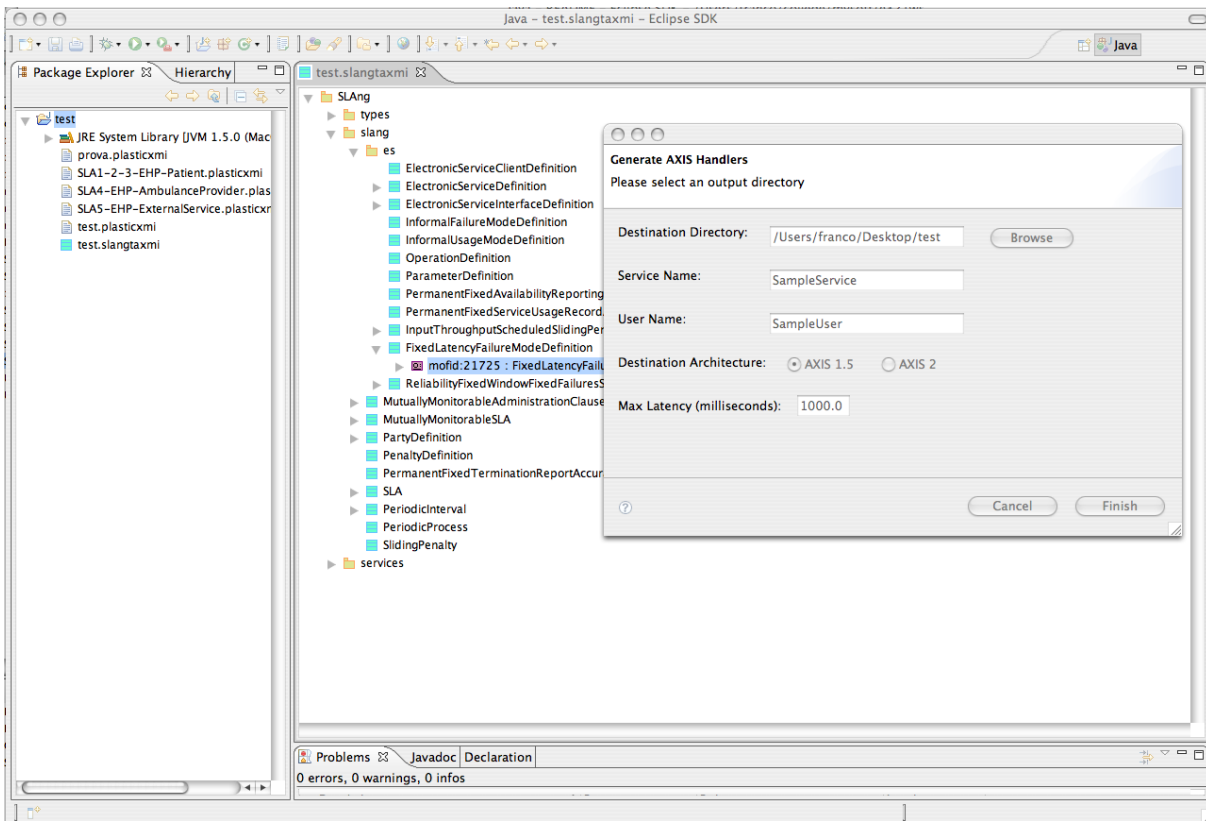 Java – test.slangtaxmi – Eclipse SDK
Java
Package Explorer
Hierarchy
test
JRE System Library [JVM 1.5.0 (Mac
prova.plasticxmi
SLA1-2-3-EHP-Patient.plasticxmi
SLA4-EHP-AmbulanceProvider.plas
SLA5-EHP-ExternalService.plasticxr
test.plasticxmi
test.slangtaxmi
test.slangtaxmi
SLAng
types
slang
es
ElectronicServiceClientDefinition
ElectronicServiceDefinition
ElectronicServiceInterfaceDefinition
InformalFailureModeDefinition
InformalUsageModeDefinition
OperationDefinition
ParameterDefinition
PermanentFixedAvailabilityReporting
PermanentFixedServiceUsageRecord
InputThroughputScheduledSlidingPer
FixedLatencyFailureModeDefinition
mofid:21725 : FixedLatencyFailu
ReliabilityFixedWindowFixedFailuresS
MutuallyMonitorableAdministrationClause
MutuallyMonitorableSLA
PartyDefinition
PenaltyDefinition
PermanentFixedTerminationReportAccur
SLA
PeriodicInterval
PeriodicProcess
SlidingPenalty
services
Generate AXIS Handlers
Please select an output directory
Destination Directory: /Users/franco/Desktop/test Browse
Service Name: SampleService
User Name: SampleUser
Destination Architecture: AXIS 1.5 AXIS 2
Max Latency (milliseconds): 1000.0
? Cancel Finish
Problems Javadoc Declaration
0 errors, 0 warnings, 0 infos